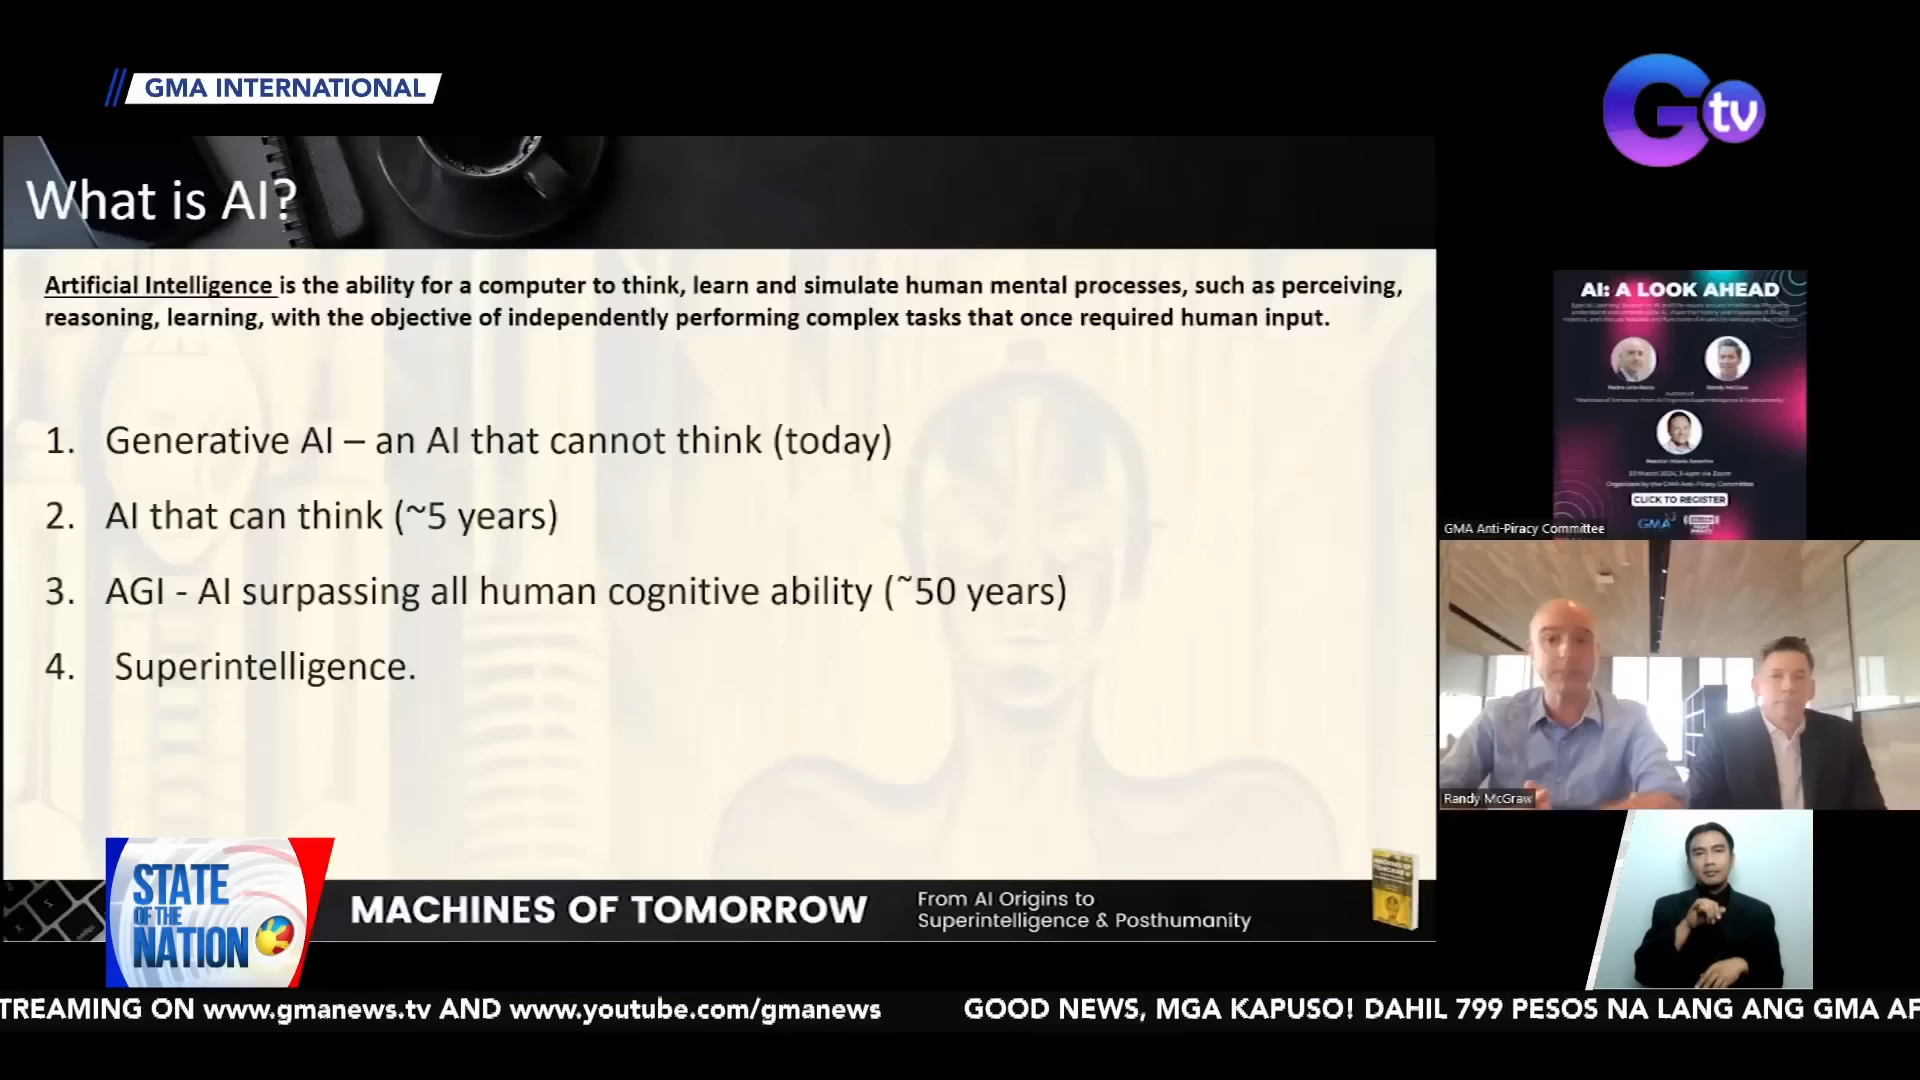 GMA INTERNATIONAL
G tv
What is AI?
Artificial Intelligence is the ability for a computer to think, learn and simulate human mental processes, such as perceiving,
reasoning, learning, with the objective of independently performing complex tasks that once required human input.
1. Generative AI – an AI that cannot think (today)
2. AI that can think (~5 years)
3. AGI - AI surpassing all human cognitive ability (~50 years)
4. Superintelligence.
AI: A LOOK AHEAD
CLICK TO REGISTER
GMA
GMA Anti-Piracy Committee
Randy McGraw
STATE
OF THE
NATION
MACHINES OF TOMORROW
From AI Origins to
Superintelligence & Posthumanity
TREAMING ON www.gmanews.tv AND www.youtube.com/gmanews
GOOD NEWS, MGA KAPUSO! DAHIL 799 PESOS NA LANG ANG GMA AF